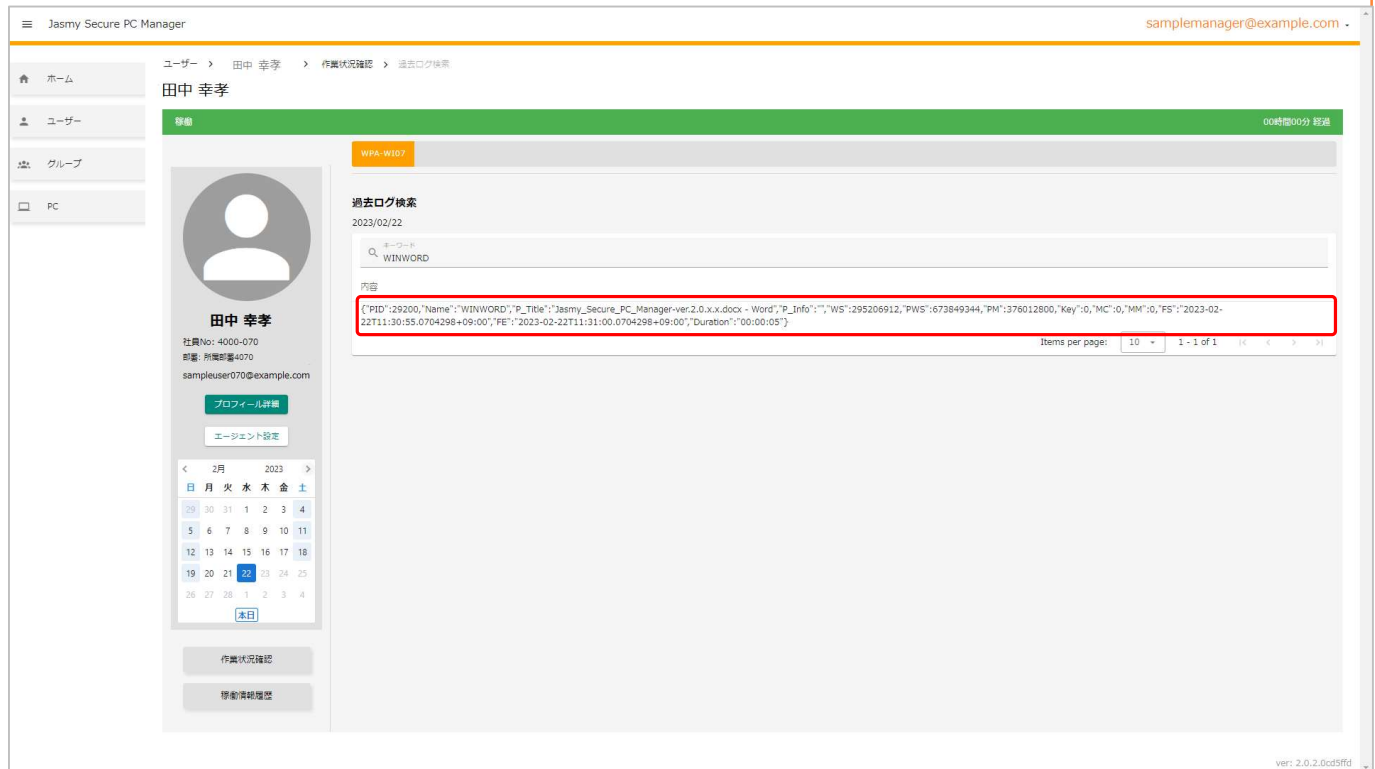 Jasmy Secure PC Manager
samplemanager@example.com
ホーム
ユーザー
グループ
PC
ユーザー > 田中 幸孝 > 作業状況確認 > 過去ログ検索
田中 幸孝
稼働 00時間00分 経過
WPA-WI07
田中 幸孝
社員No: 4000-070
部署: 所属部署4070
sampleuser070@example.com
プロフィール詳細
エージェント設定
< 2月 2023 >
日 月 火 水 木 金 土
29 30 31 1 2 3 4
5 6 7 8 9 10 11
12 13 14 15 16 17 18
19 20 21 22 23 24 25
26 27 28 1 2 3 4
本日
作業状況確認
稼働情報履歴
過去ログ検索
2023/02/22
キーワード
WINWORD
内容
{"PID":29200,"Name":"WINWORD","P_Title":"Jasmy_Secure_PC_Manager-ver.2.0.x.x.docx - Word","P_Info":"","WS":295206912,"PWS":673849344,"PM":376012800,"Key":0,"MC":0,"MM":0,"FS":"2023-02-
22T11:30:55.0704298+09:00","FE":"2023-02-22T11:31:00.0704298+09:00","Duration":"00:00:05"}
Items per page: 10 1 - 1 of 1 |< < > >|
ver: 2.0.2.0cd5ffd